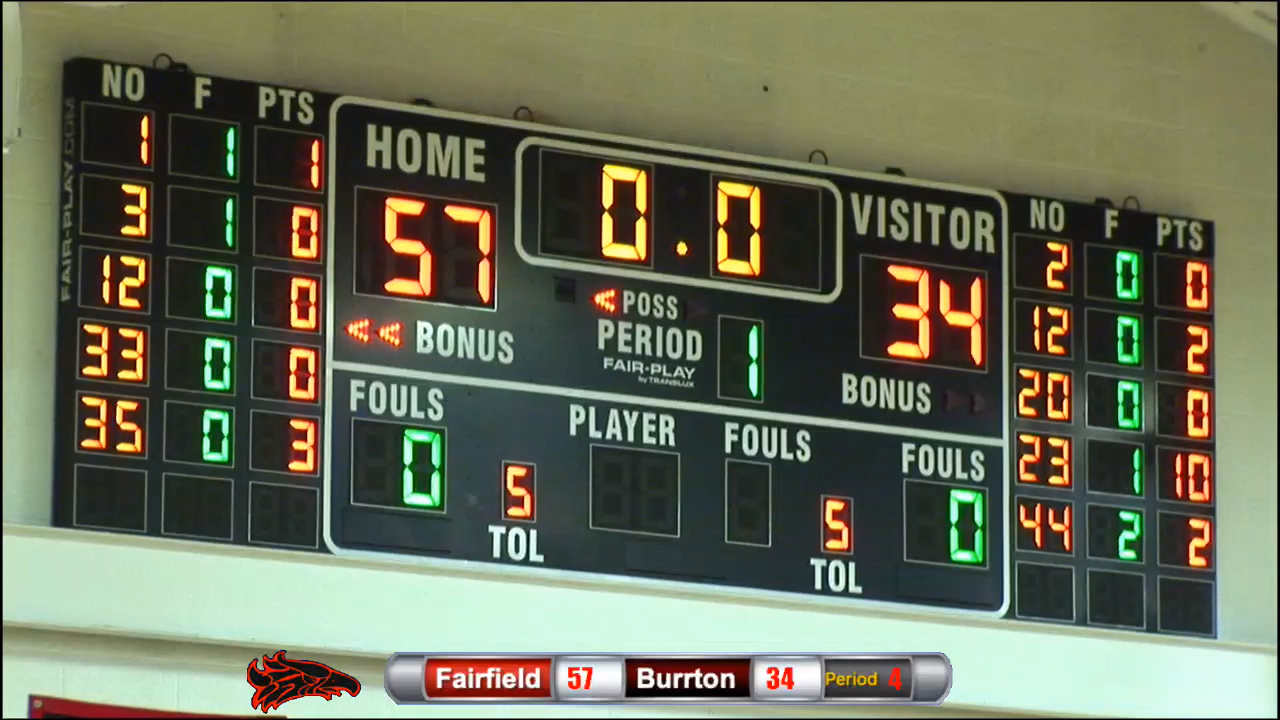 FAIR-PLAY.COM
NO F PTS
1 1 1
3 1 0
12 0 0
33 0 0
35 0 3
HOME 0.0 VISITOR
57 34
POSS
BONUS PERIOD 1 BONUS
FAIR-PLAY
by TRANSLUX
FOULS PLAYER FOULS FOULS
0 5 5 0
TOL TOL
NO F PTS
2 0 0
12 0 2
20 0 0
23 1 10
44 2 2
Fairfield 57 Burrton 34 Period 4